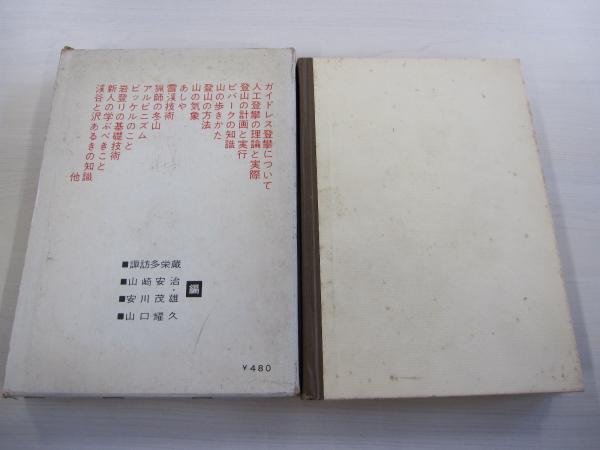 ガイドレス登攀について
人工登攀の理論と実際
登山の計画と実行
ビバークの知識
山の歩きかた
登山の方法
山の気象
あしや
雪渓技術
猟師の冬山
アルピニズム
ピッケルのこと
岩登りの基礎技術
新人の学ぶべきこと
渓谷と沢あるきの知識
他
■諏訪多栄蔵
■山崎安治
■安川茂雄・編
■山口耀久
￥480